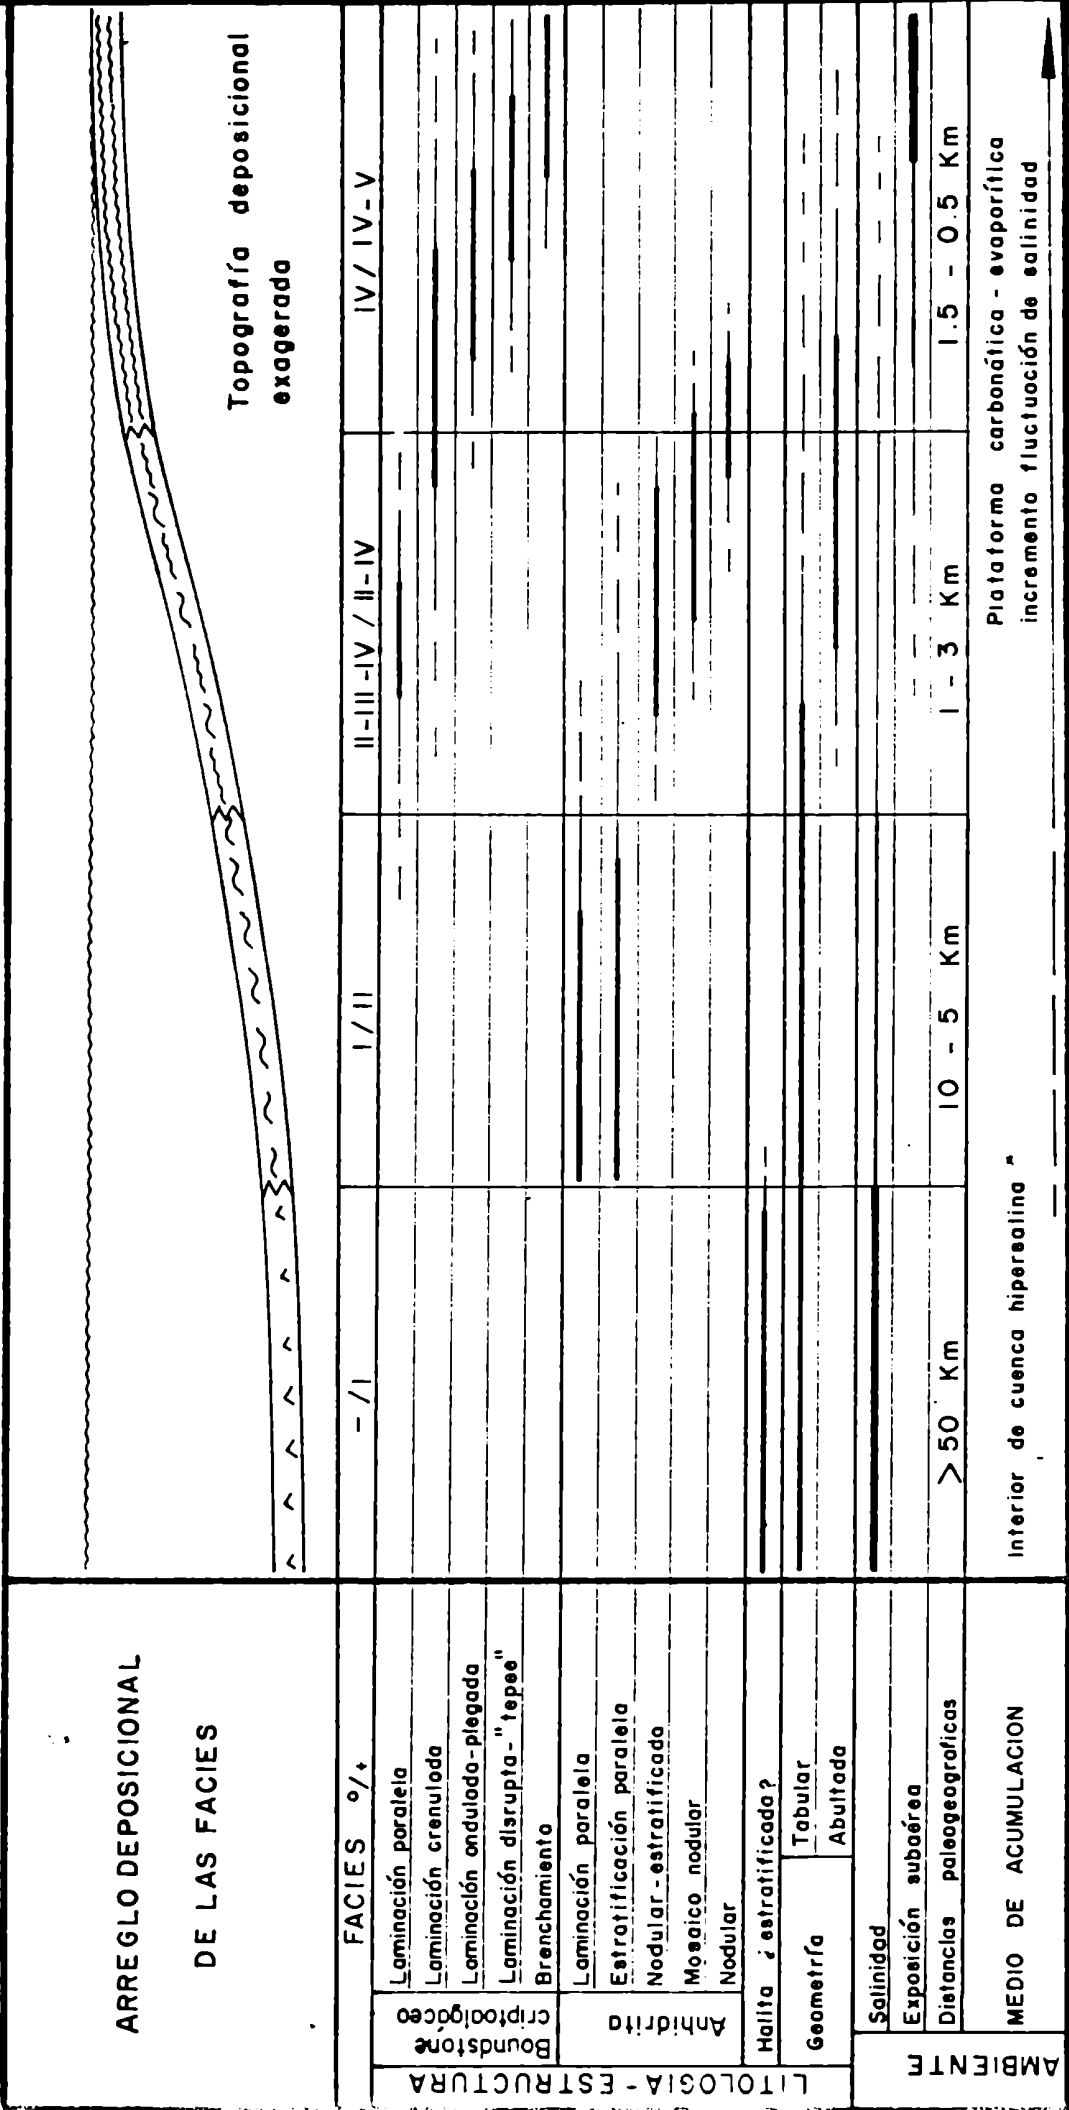 ARREGLO DEPOSICIONAL
DE LAS FACIES
Topografía deposicional
exagerada
FACIES %
- / I
I / II
II-III-IV / II-IV
IV / IV-V
LITOLOGIA - ESTRUCTURA
Boundstone
criptoalgáceo
Laminación paralela
Laminación crenulada
Laminación ondulada-plegada
Laminación disrupta-"tepee"
Brenchamiento
Anhidrita
Laminación paralela
Estratificación paralela
Nodular-estratificada
Mosaico nodular
Nodular
Halita ¿ estratificada?
Geometría
Tabular
Abultada
AMBIENTE
Salinidad
Exposición subaérea
Distancias paleogeograficas
>50 Km
10 - 5 Km
1 - 3 Km
1.5 - 0.5 Km
MEDIO DE ACUMULACION
Interior de cuenca hipersalina
Plataforma carbonática - evaporítica
incremento fluctuación de salinidad